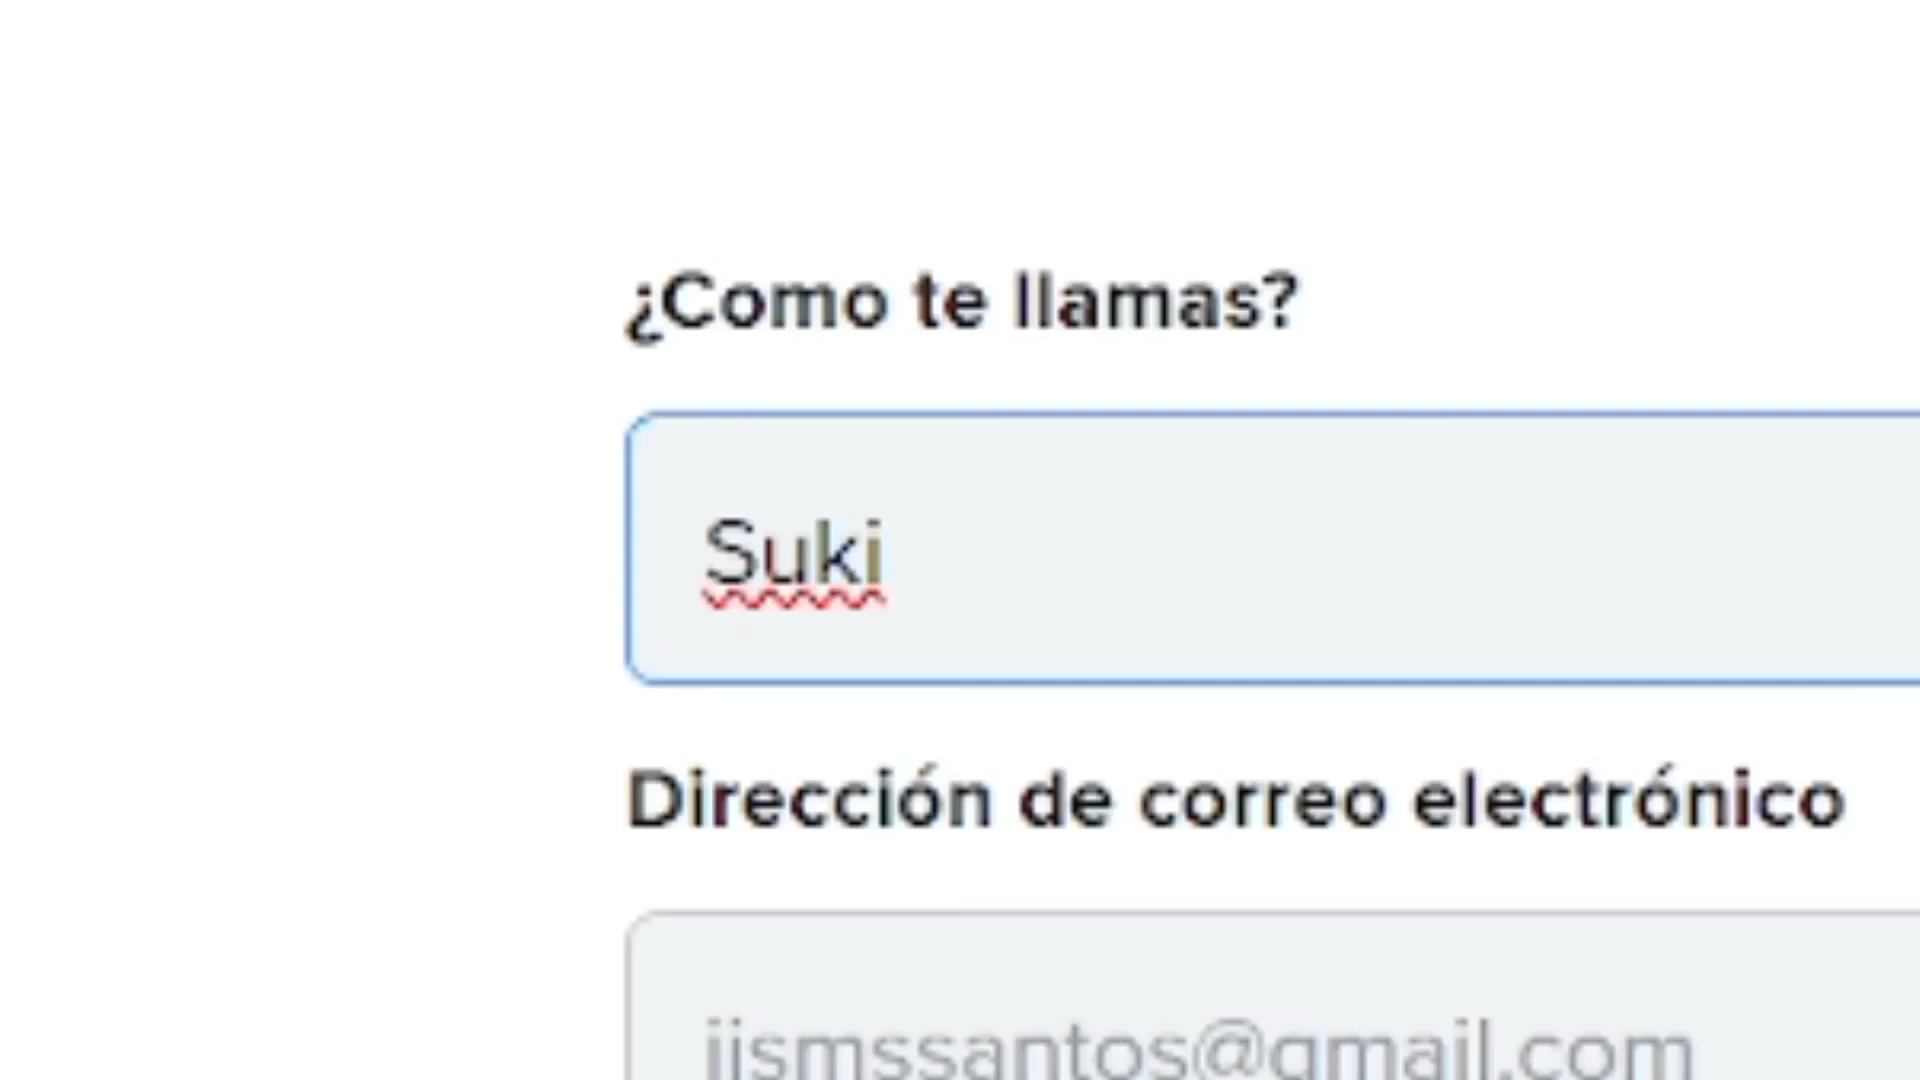 ¿Como te llamas?
Suki
Dirección de correo electrónico